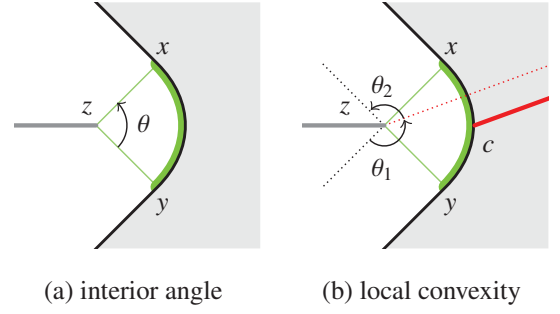 x
z
θ
y
(a) interior angle
x
θ₂
z
θ₁
c
y
(b) local convexity